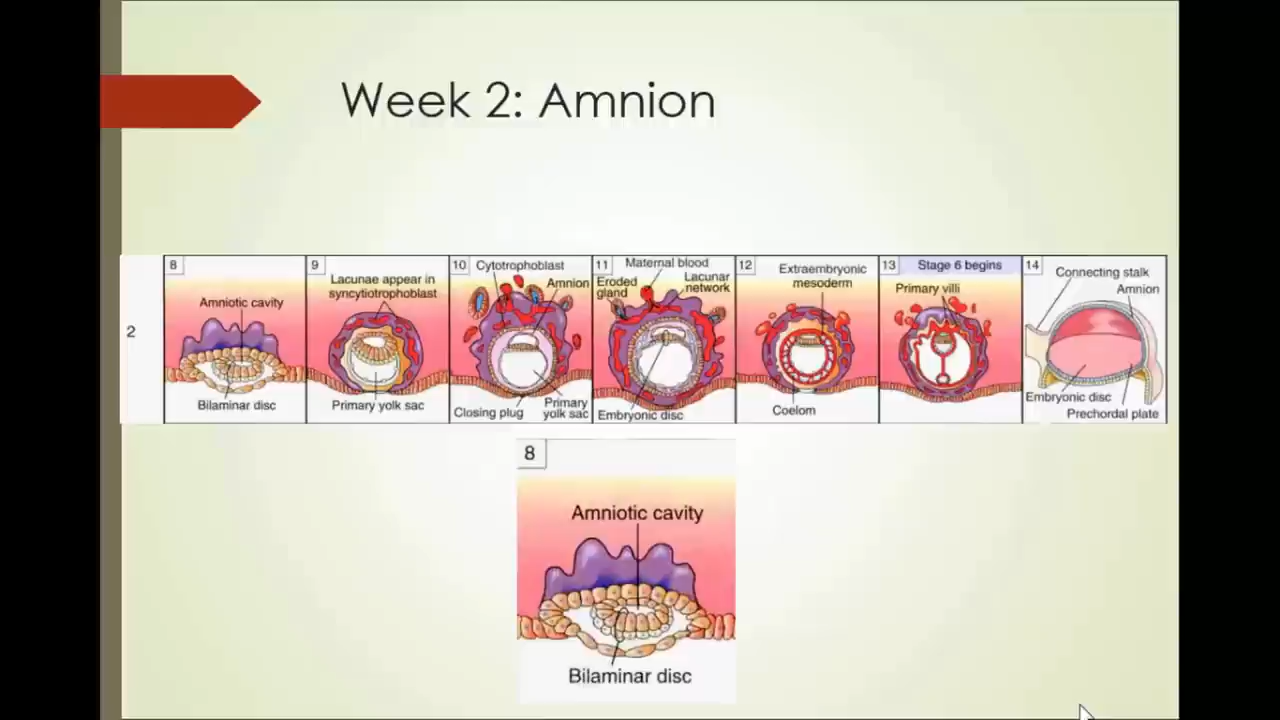 Week 2: Amnion
2
8
Amniotic cavity
Bilaminar disc
9
Lacunae appear in
syncytiotrophoblast
Primary yolk sac
10
Cytotrophoblast
Amnion
Closing plug
Primary
yolk sac
11
Maternal blood
Eroded
gland
Lacunar
network
Embryonic disc
12
Extraembryonic
mesoderm
Coelom
13
Stage 6 begins
Primary villi
14
Connecting stalk
Amnion
Embryonic disc
Prechordal plate
8
Amniotic cavity
Bilaminar disc